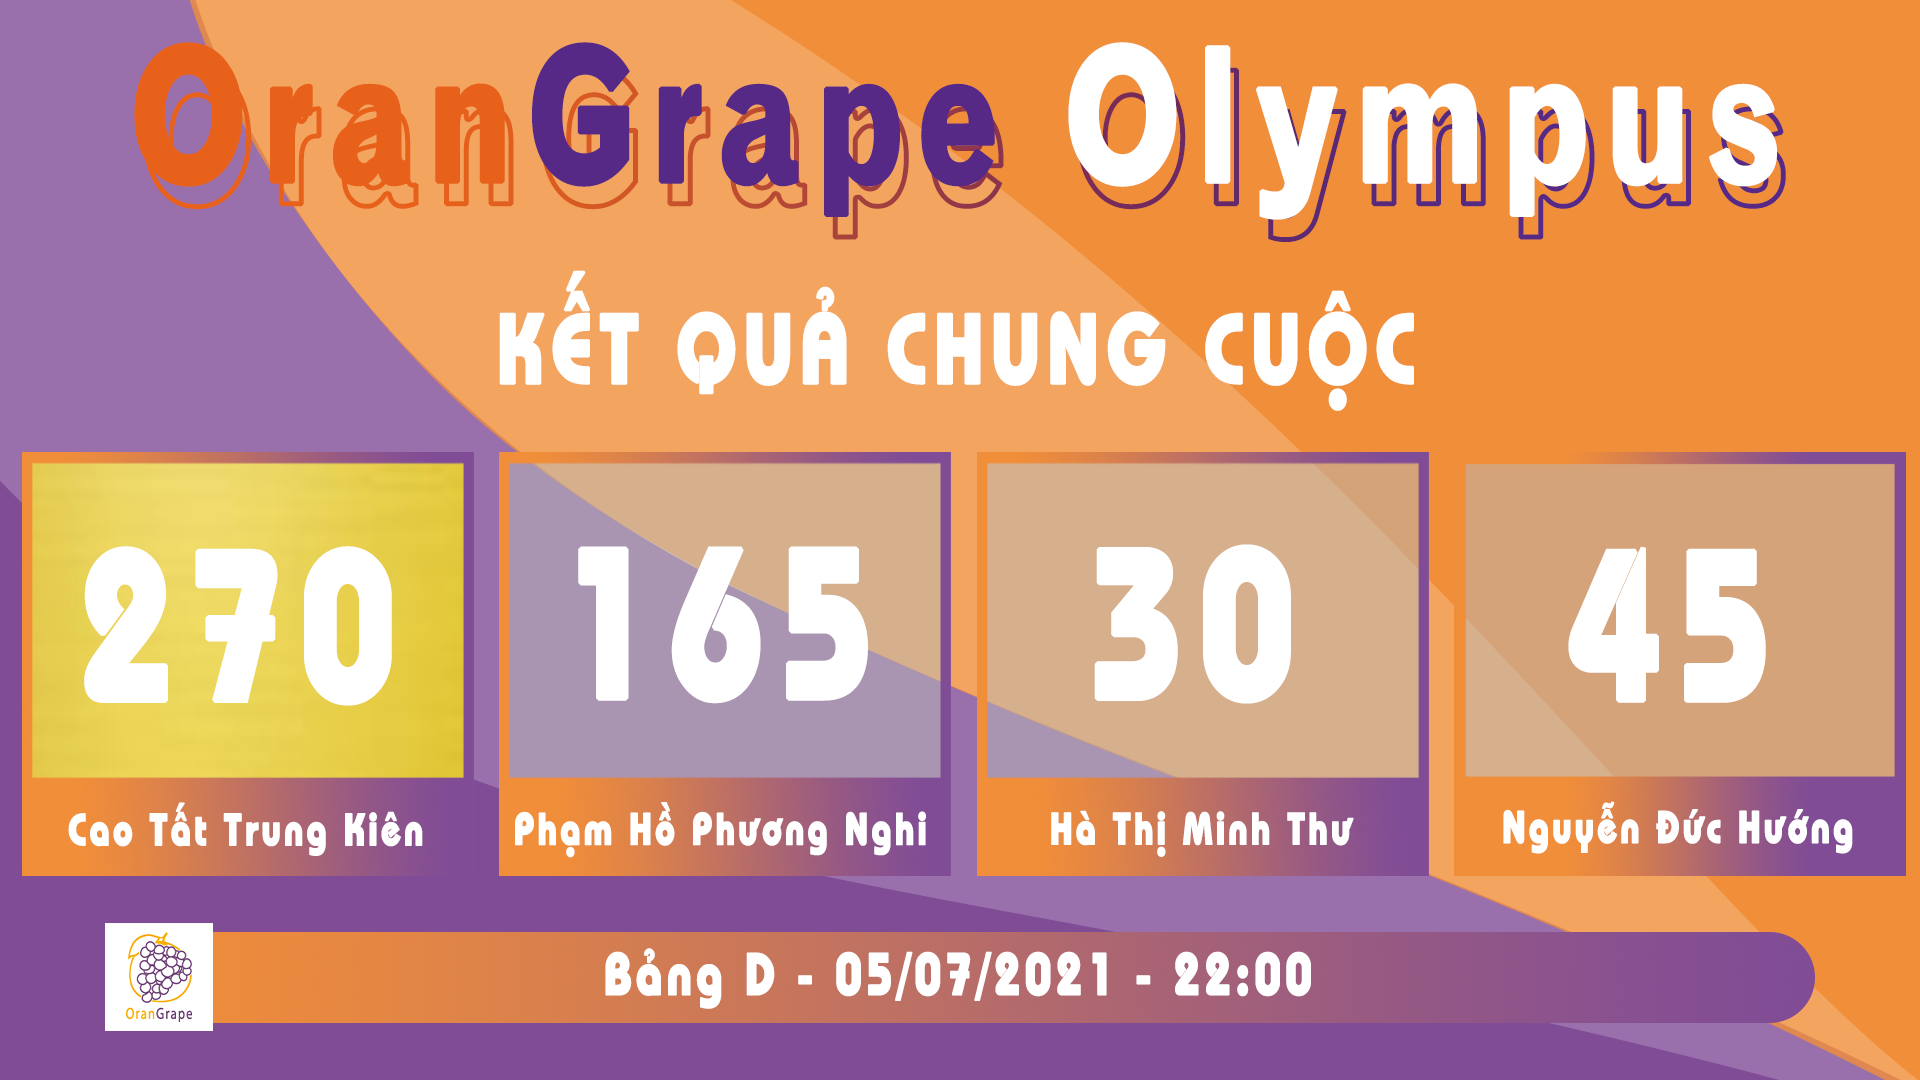 OranGrape Olympus
KẾT QUẢ CHUNG CUỘC
270
165
30
45
Cao Tất Trung Kiên
Phạm Hồ Phương Nghi
Hà Thị Minh Thư
Nguyễn Đức Hướng
Bảng D - 05/07/2021 - 22:00
OranGrape